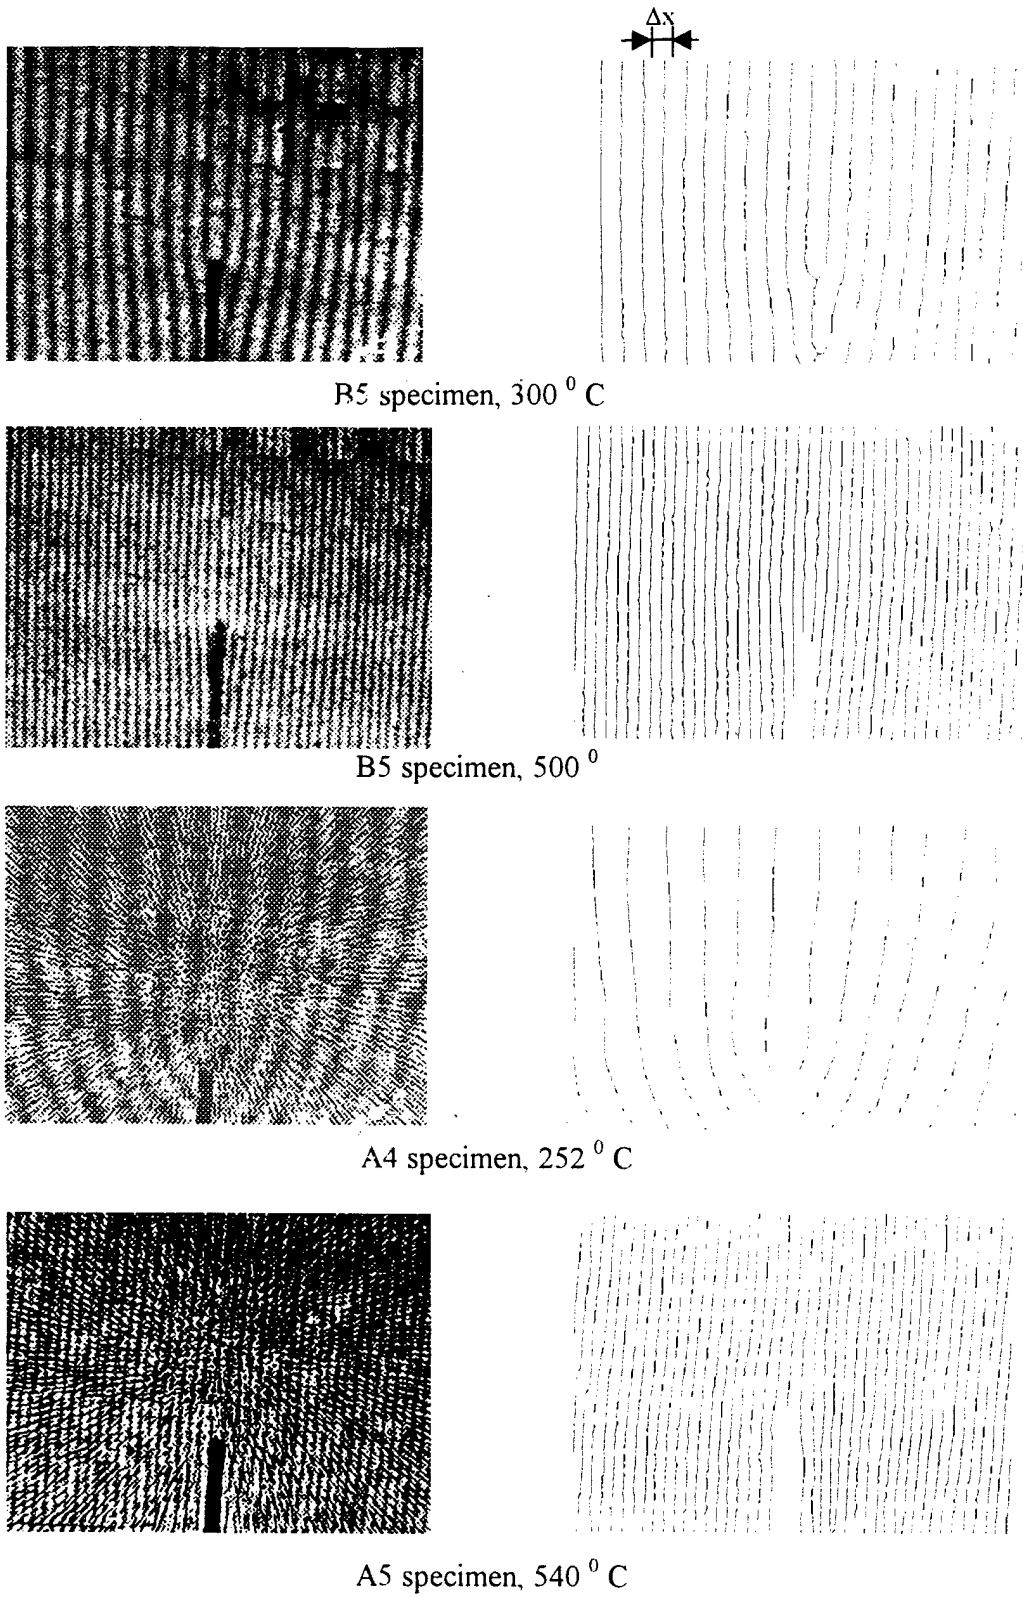 Δx
B5 specimen, 300 ⁰ C
B5 specimen, 500 ⁰
A4 specimen, 252 ⁰ C
A5 specimen, 540 ⁰ C